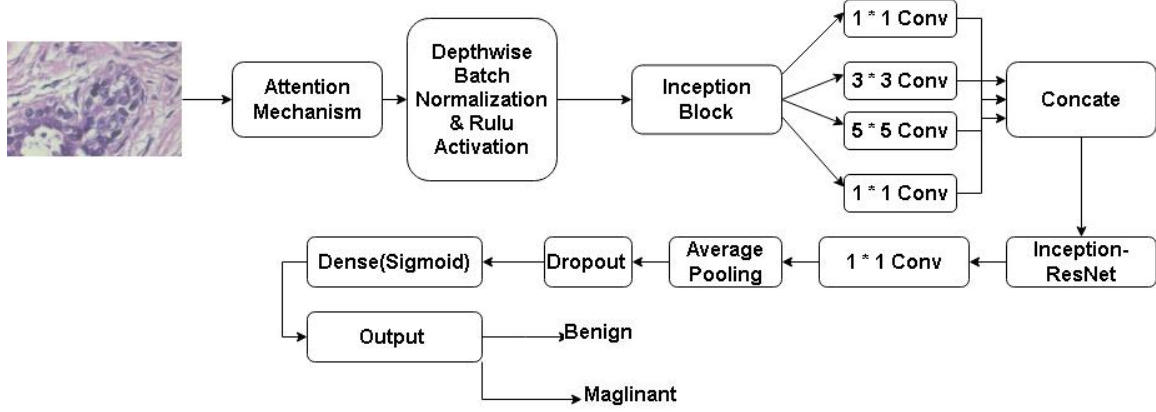 Attention
Mechanism
Depthwise
Batch
Normalization
& Rulu
Activation
Inception
Block
1 * 1 Conv
3 * 3 Conv
5 * 5 Conv
1 * 1 Conv
Concate
Inception-
ResNet
1 * 1 Conv
Average
Pooling
Dropout
Dense(Sigmoid)
Output
Benign
Maglinant